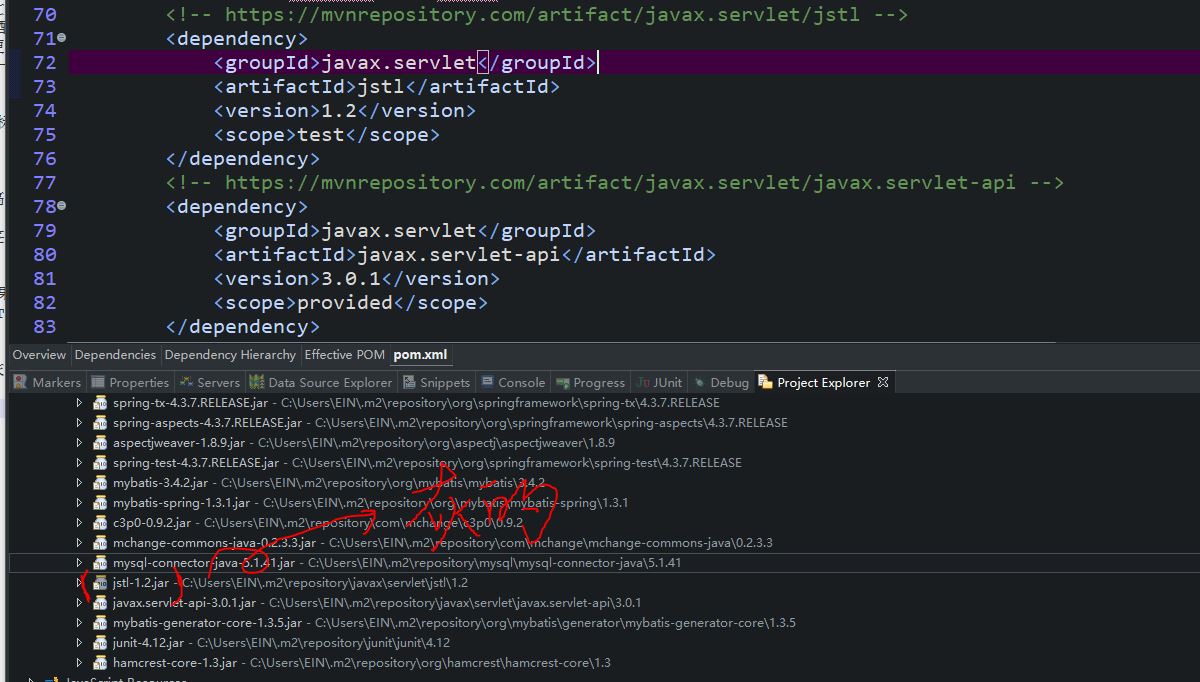 70 <!-- https://mvnrepository.com/artifact/javax.servlet/jstl -->
71 <dependency>
72 <groupId>javax.servlet</groupId>
73 <artifactId>jstl</artifactId>
74 <version>1.2</version>
75 <scope>test</scope>
76 </dependency>
77 <!-- https://mvnrepository.com/artifact/javax.servlet/javax.servlet-api -->
78 <dependency>
79 <groupId>javax.servlet</groupId>
80 <artifactId>javax.servlet-api</artifactId>
81 <version>3.0.1</version>
82 <scope>provided</scope>
83 </dependency>
Overview Dependencies Dependency Hierarchy Effective POM pom.xml
Markers Properties Servers Data Source Explorer Snippets Console Progress JUnit Debug Project Explorer
spring-tx-4.3.7.RELEASE.jar - C:\Users\EIN\.m2\repository\org\springframework\spring-tx\4.3.7.RELEASE
spring-aspects-4.3.7.RELEASE.jar - C:\Users\EIN\.m2\repository\org\springframework\spring-aspects\4.3.7.RELEASE
aspectjweaver-1.8.9.jar - C:\Users\EIN\.m2\repository\org\aspectj\aspectjweaver\1.8.9
spring-test-4.3.7.RELEASE.jar - C:\Users\EIN\.m2\repository\org\springframework\spring-test\4.3.7.RELEASE
mybatis-3.4.2.jar - C:\Users\EIN\.m2\repository\org\mybatis\mybatis\3.4.2
mybatis-spring-1.3.1.jar - C:\Users\EIN\.m2\repository\org\mybatis\mybatis-spring\1.3.1
c3p0-0.9.2.jar - C:\Users\EIN\.m2\repository\com\mchange\c3p0\0.9.2
mchange-commons-java-0.2.3.3.jar - C:\Users\EIN\.m2\repository\com\mchange\mchange-commons-java\0.2.3.3
mysql-connector-java-5.1.41.jar - C:\Users\EIN\.m2\repository\mysql\mysql-connector-java\5.1.41
jstl-1.2.jar - C:\Users\EIN\.m2\repository\javax\servlet\jstl\1.2
javax.servlet-api-3.0.1.jar - C:\Users\EIN\.m2\repository\javax\servlet\javax.servlet-api\3.0.1
mybatis-generator-core-1.3.5.jar - C:\Users\EIN\.m2\repository\org\mybatis\generator\mybatis-generator-core\1.3.5
junit-4.12.jar - C:\Users\EIN\.m2\repository\junit\junit\4.12
hamcrest-core-1.3.jar - C:\Users\EIN\.m2\repository\org\hamcrest\hamcrest-core\1.3